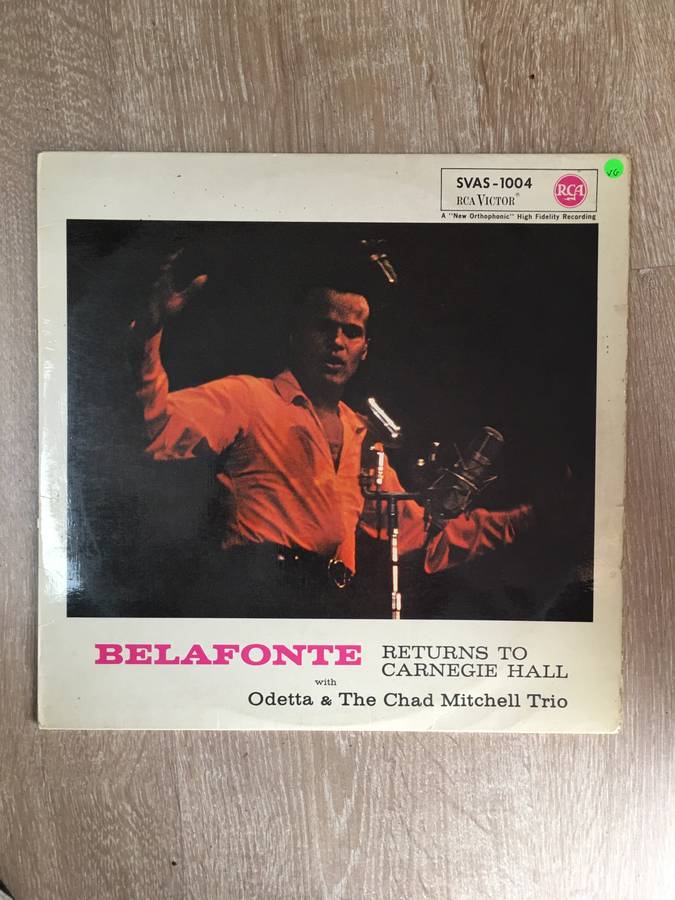 SVAS-1004
RCA VICTOR®
RCA
VG
A "New Orthophonic" High Fidelity Recording
BELAFONTE RETURNS TO
CARNEGIE HALL
with
Odetta & The Chad Mitchell Trio